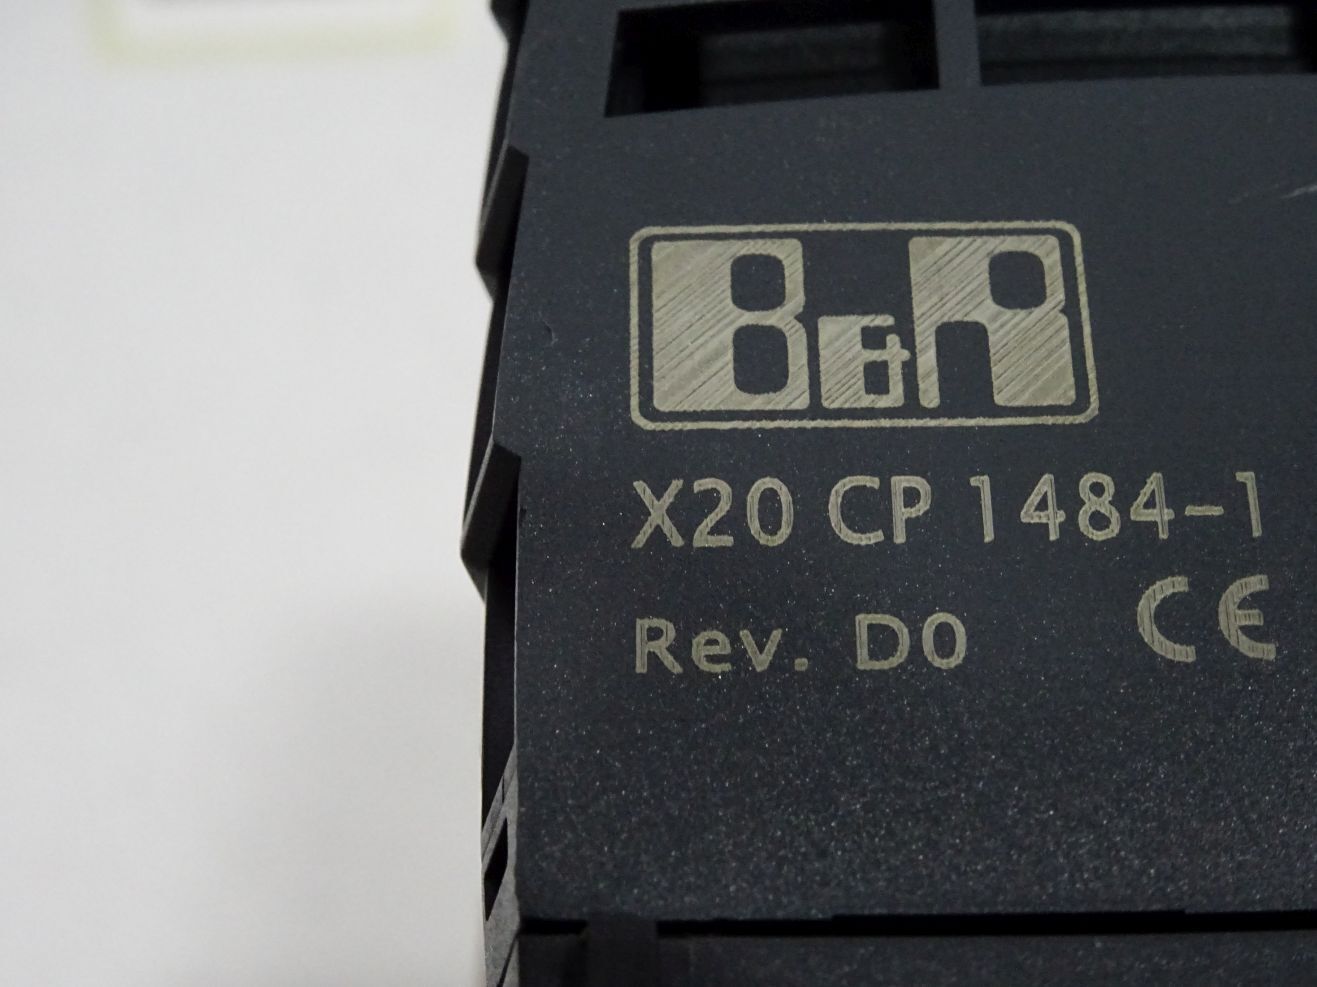 B&R
X20 CP 1484-1
Rev. D0
CE